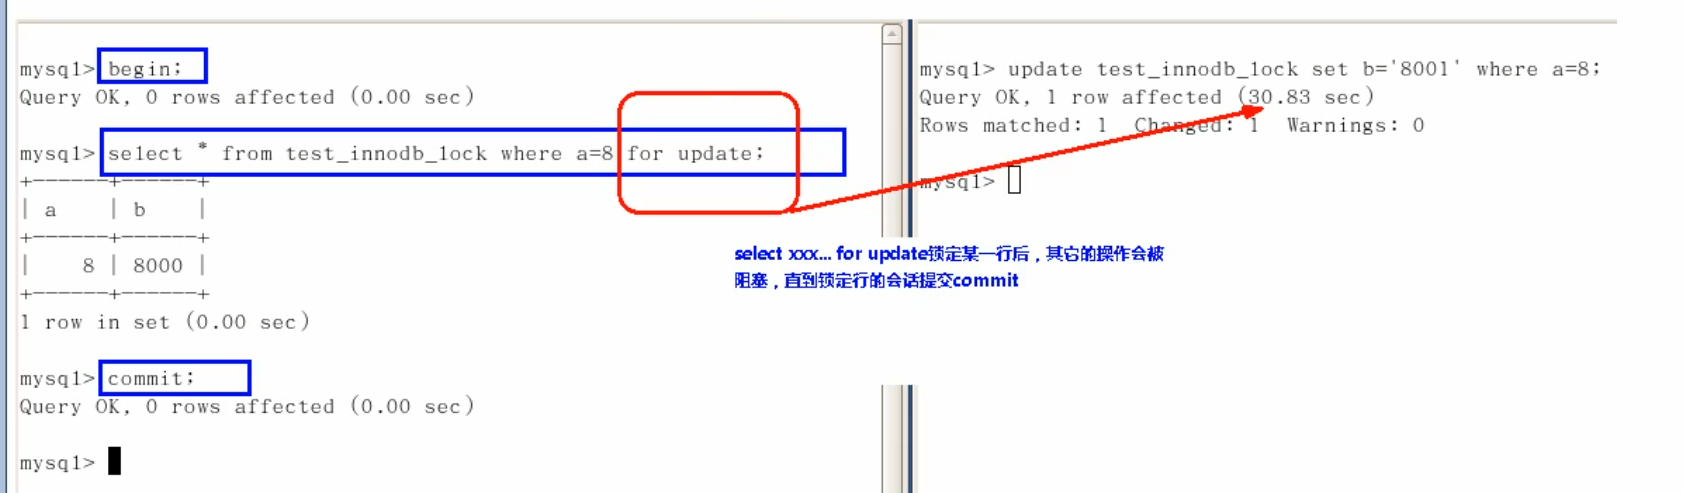 mysql> begin;
Query OK, 0 rows affected (0.00 sec)
mysql> select * from test_innodb_lock where a=8 for update;
+------+------+
| a    | b    |
+------+------+
|    8 | 8000 |
+------+------+
1 row in set (0.00 sec)
mysql> commit;
Query OK, 0 rows affected (0.00 sec)
mysql>
mysql> update test_innodb_lock set b='8001' where a=8;
Query OK, 1 row affected (30.83 sec)
Rows matched: 1  Changed: 1  Warnings: 0
mysql>
select xxx... for update锁定某一行后，其它的操作会被
阻塞，直到锁定行的会话提交commit